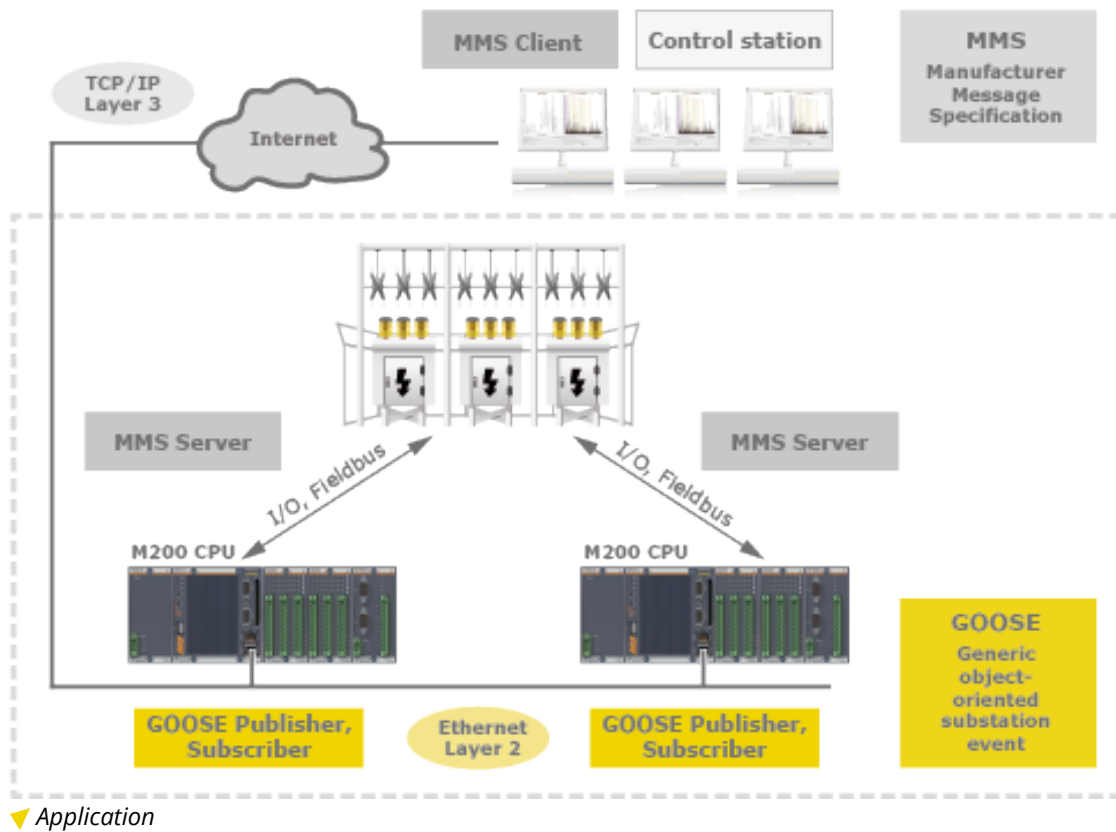 MMS Client
Control station
MMS
Manufacturer
Message
Specification
TCP/IP
Layer 3
Internet
MMS Server
MMS Server
I/O, Fieldbus
I/O, Fieldbus
M200 CPU
M200 CPU
GOOSE
Generic
object-
oriented
substation
event
GOOSE Publisher,
Subscriber
Ethernet
Layer 2
GOOSE Publisher,
Subscriber
Application